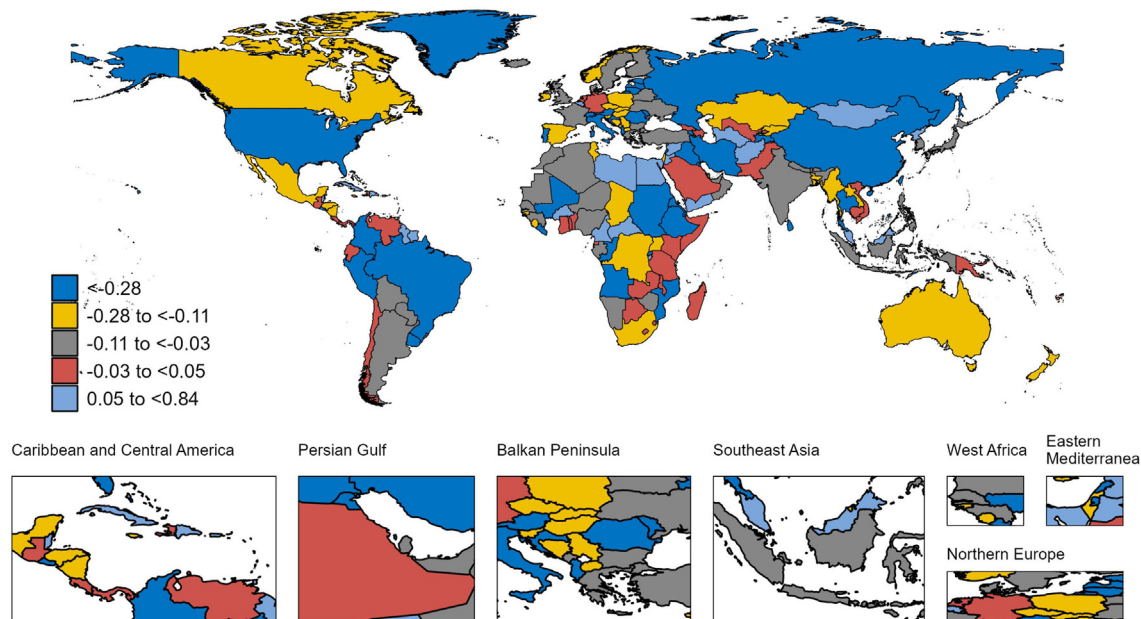 <-0.28
-0.28 to <-0.11
-0.11 to <-0.03
-0.03 to <0.05
0.05 to <0.84
Caribbean and Central America
Persian Gulf
Balkan Peninsula
Southeast Asia
West Africa
Eastern
Mediterranea
Northern Europe